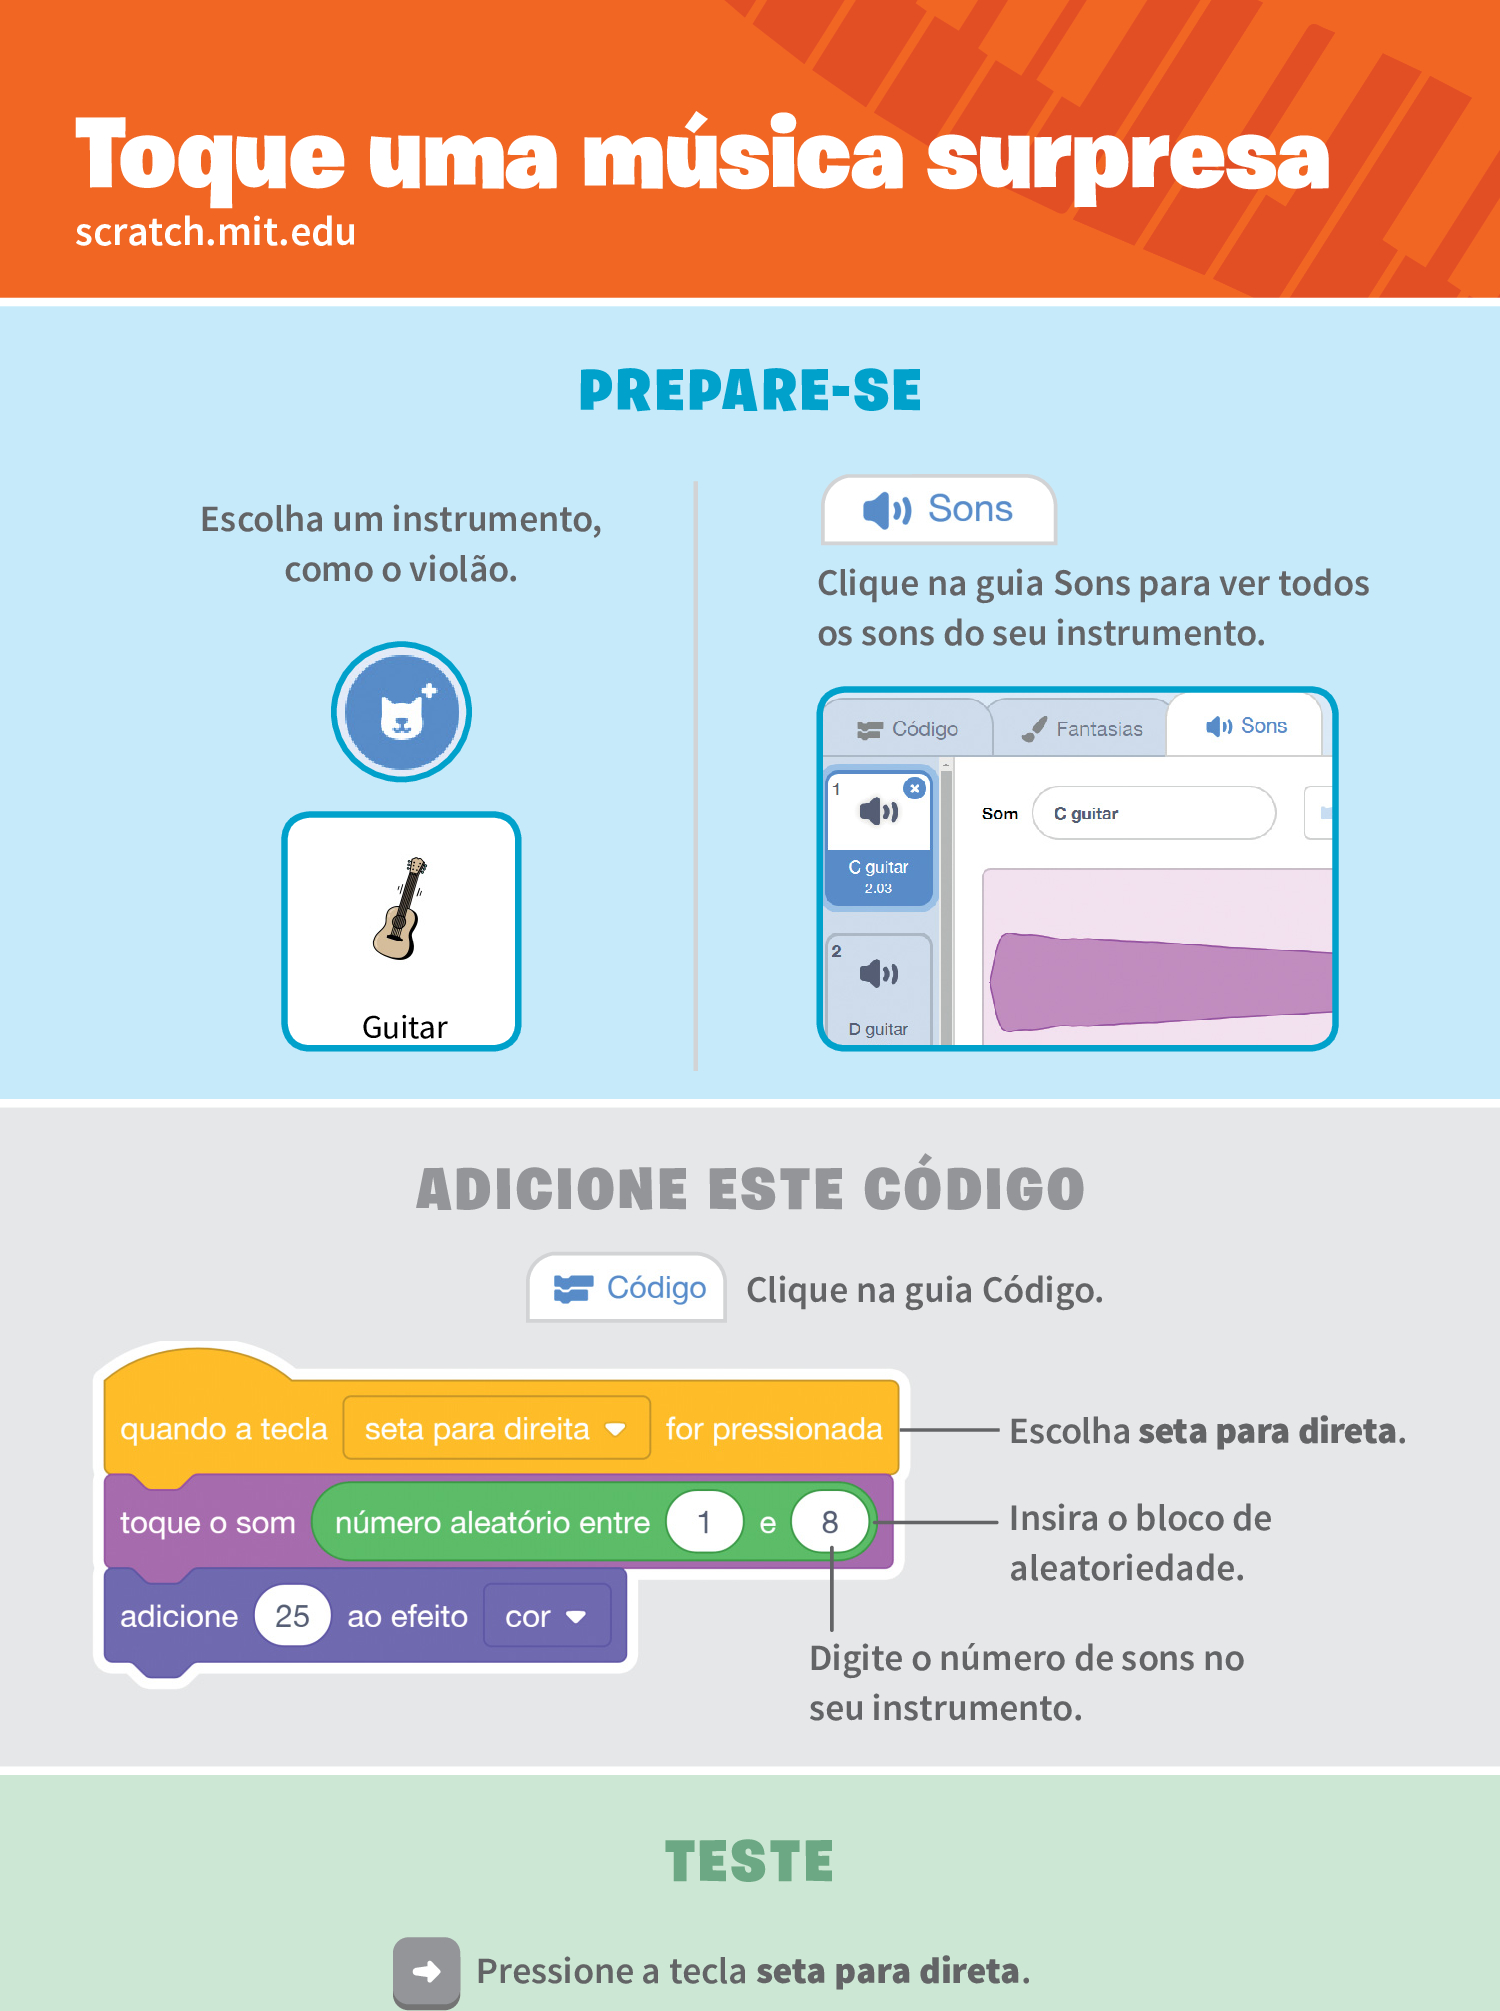 Toque uma música surpresa
scratch.mit.edu
PREPARE-SE
Escolha um instrumento,
como o violão.
Guitar
Sons
Clique na guia Sons para ver todos
os sons do seu instrumento.
Código
Fantasias
Sons
1
C guitar
2.03
2
D guitar
Som
C guitar
ADICIONE ESTE CÓDIGO
Código
Clique na guia Código.
quando a tecla seta para direita for pressionada
Escolha seta para direta.
toque o som número aleatório entre 1 e 8
Insira o bloco de
aleatoriedade.
adicione 25 ao efeito cor
Digite o número de sons no
seu instrumento.
TESTE
Pressione a tecla seta para direta.